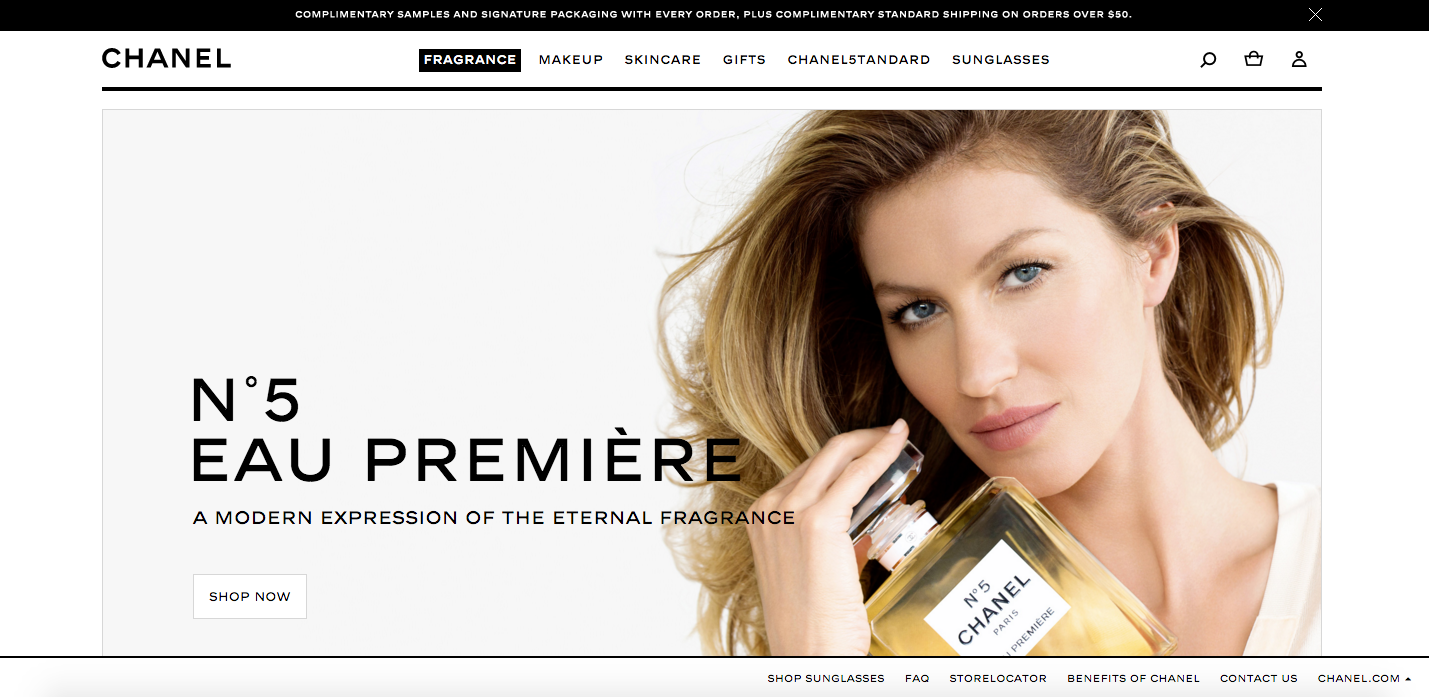 COMPLIMENTARY SAMPLES AND SIGNATURE PACKAGING WITH EVERY ORDER, PLUS COMPLIMENTARY STANDARD SHIPPING ON ORDERS OVER $50.
CHANEL
FRAGRANCE MAKEUP SKINCARE GIFTS CHANEL5TANDARD SUNGLASSES
N°5
EAU PREMIÈRE
A MODERN EXPRESSION OF THE ETERNAL FRAGRANCE
SHOP NOW
N°5
CHANEL
PARIS
U PREMIÈRE
SHOP SUNGLASSES FAQ STORELOCATOR BENEFITS OF CHANEL CONTACT US CHANEL.COM